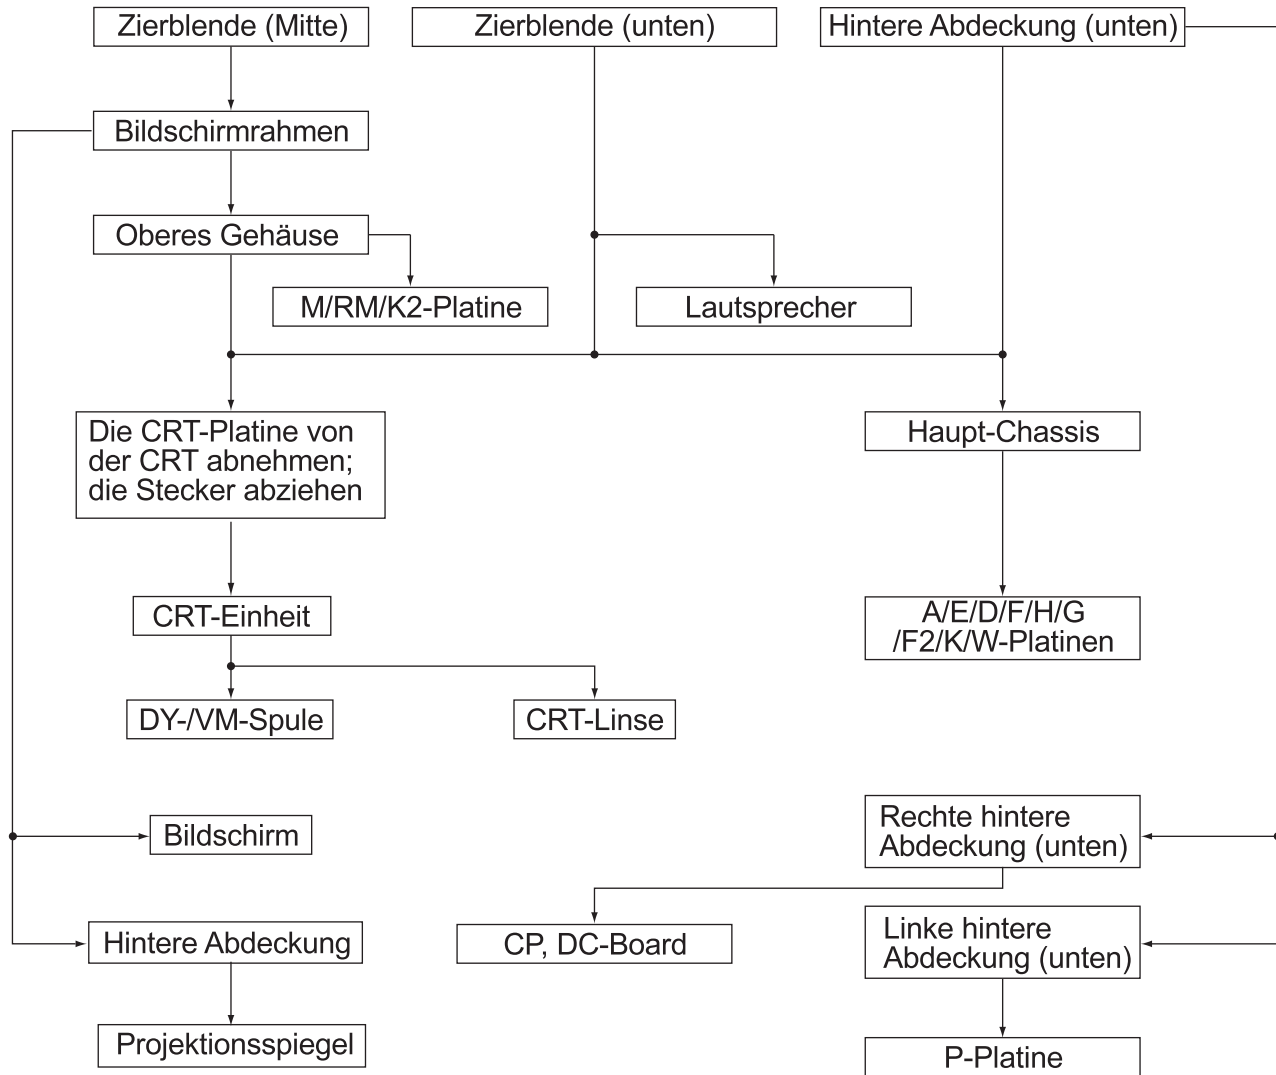 Zierblende (Mitte)
Zierblende (unten)
Hintere Abdeckung (unten)
Bildschirmrahmen
Oberes Gehäuse
M/RM/K2-Platine
Lautsprecher
Die CRT-Platine von
der CRT abnehmen;
die Stecker abziehen
Haupt-Chassis
CRT-Einheit
A/E/D/F/H/G
/F2/K/W-Platinen
DY-/VM-Spule
CRT-Linse
Bildschirm
Rechte hintere
Abdeckung (unten)
Hintere Abdeckung
CP, DC-Board
Linke hintere
Abdeckung (unten)
Projektionsspiegel
P-Platine